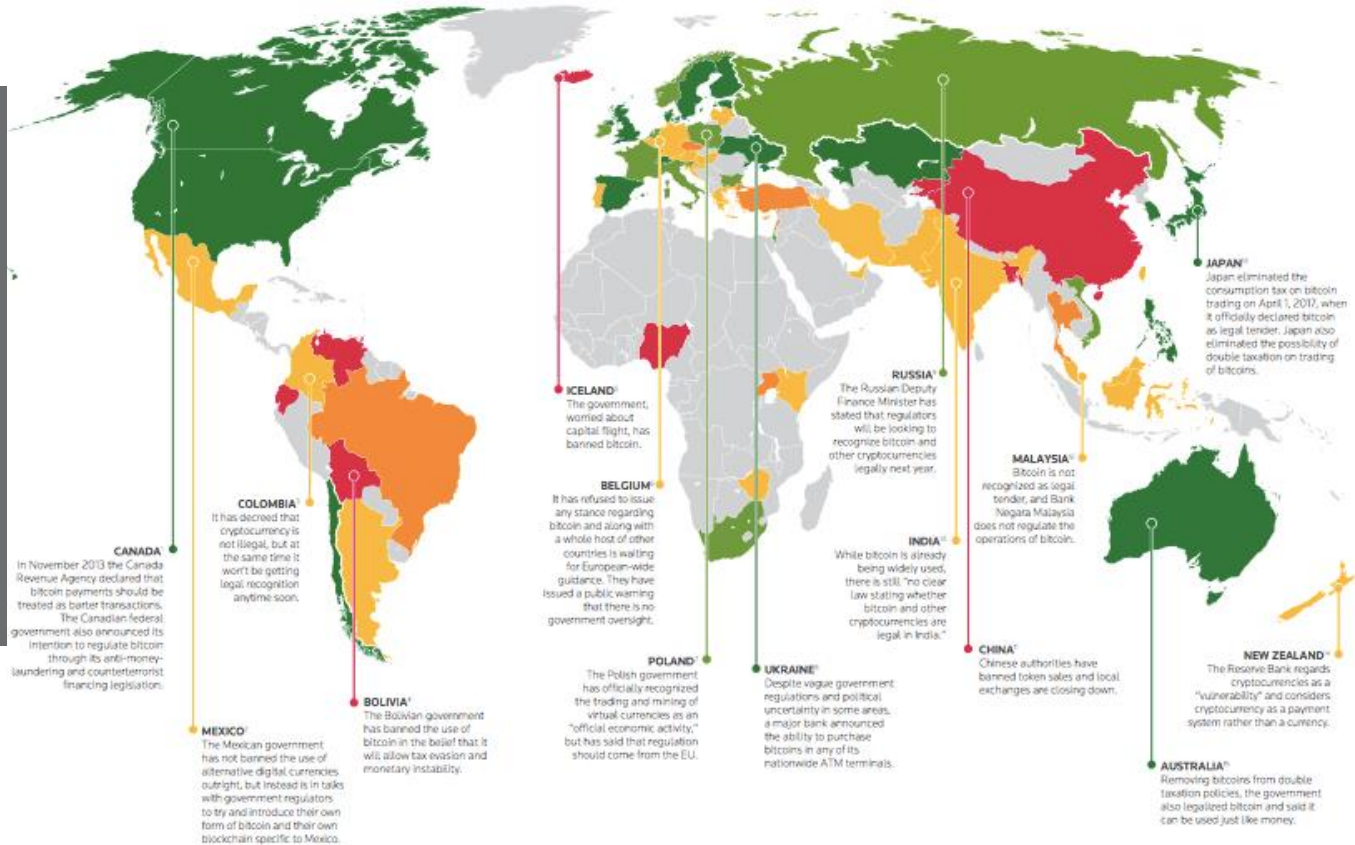 CANADA
In November 2013 the Canada
Revenue Agency declared that
bitcoin payments should be
treated as barter transactions.
The Canadian federal
government also announced its
intention to regulate bitcoin
through its anti-money-
laundering and counterterrorist
financing legislation.
MEXICO
The Mexican government
has not banned the use of
alternative digital currencies
outright, but instead is in talks
with government regulators
to try and introduce their own
form of bitcoin and their own
blockchain specific to Mexico.
COLOMBIA
It has decreed that
cryptocurrency is
not illegal, but at
the same time it
won't be getting
legal recognition
anytime soon.
BOLIVIA
The Bolivian government
has banned the use of
bitcoin in the belief that it
will allow tax evasion and
monetary instability.
ICELAND
The government,
worried about
capital flight, has
banned bitcoin.
BELGIUM
It has refused to issue
any stance regarding
bitcoin and along with
a whole host of other
countries is waiting
for European-wide
guidance. They have
issued a public warning
that there is no
government oversight.
POLAND
The Polish government
has officially recognized
the trading and mining of
virtual currencies as an
"official economic activity,"
but has said that regulation
should come from the EU.
UKRAINE
Despite vague government
regulations and political
uncertainty in some areas,
a major bank announced
the ability to purchase
bitcoins in any of its
nationwide ATM terminals.
RUSSIA
The Russian Deputy
Finance Minister has
stated that regulators
will be looking to
recognize bitcoin and
other cryptocurrencies
legally next year.
INDIA
While bitcoin is already
being widely used,
there is still "no clear
law stating whether
bitcoin and other
cryptocurrencies are
legal in India."
CHINA
Chinese authorities have
banned token sales and local
exchanges are closing down.
MALAYSIA
Bitcoin is not
recognized as legal
tender, and Bank
Negara Malaysia
does not regulate the
operations of bitcoin.
JAPAN
Japan eliminated the
consumption tax on bitcoin
trading on April 1, 2017, when
it officially declared bitcoin
as legal tender. Japan also
eliminated the possibility of
double taxation on trading
of bitcoins.
NEW ZEALAND
The Reserve Bank regards
cryptocurrencies as a
"vulnerability" and considers
cryptocurrency as a payment
system rather than a currency.
AUSTRALIA
Removing bitcoins from double
taxation policies, the government
also legalized bitcoin and said it
can be used just like money.